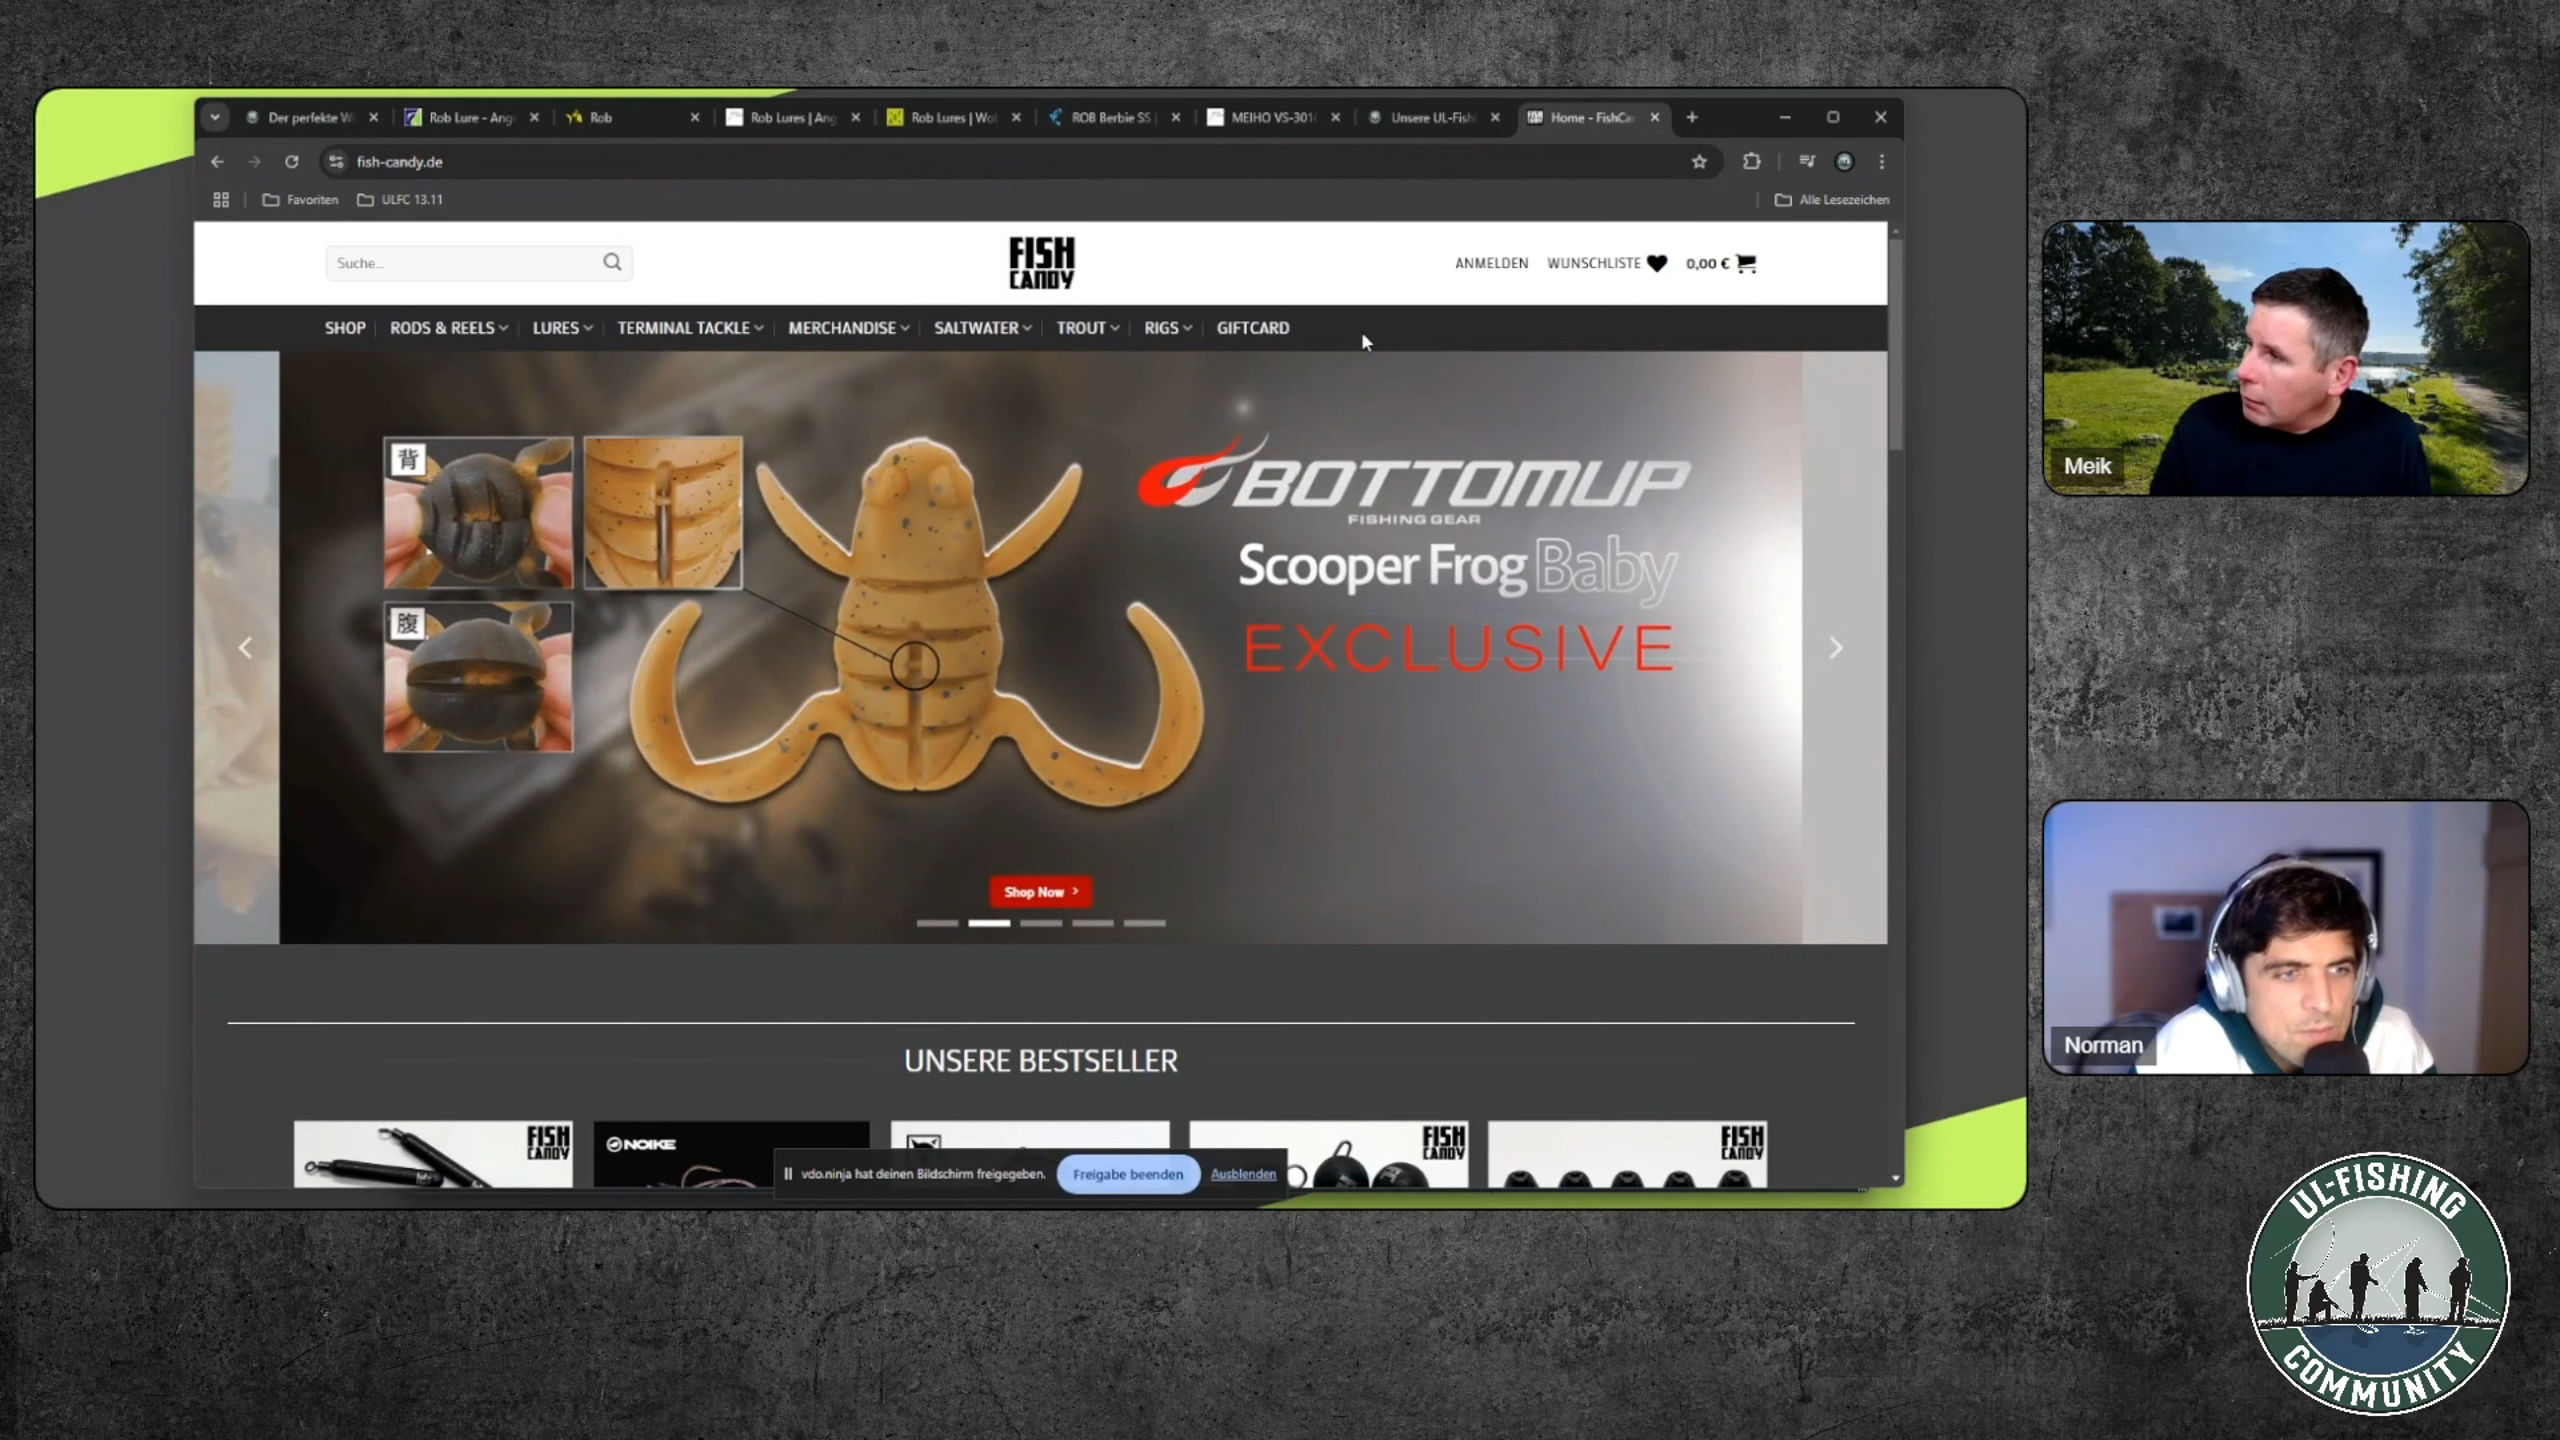 Der perfekte W
Rob Lure - Ang
Rob
Rob Lures | Ang
Rob Lures | Wol
ROB Berbie SS |
MEIHO VS-301
Unsere UL-Fish
Home - FishCa
fish-candy.de
Favoriten
ULFC 13.11
Alle Lesezeichen
Suche...
FISH
CANDY
ANMELDEN
WUNSCHLISTE
0,00 €
SHOP
RODS & REELS
LURES
TERMINAL TACKLE
MERCHANDISE
SALTWATER
TROUT
RIGS
GIFTCARD
背
腹
BOTTOMUP
FISHING GEAR
Scooper Frog Baby
EXCLUSIVE
Shop Now
UNSERE BESTSELLER
FISH
CANDY
NOIKE
FISH
CANDY
FISH
CANDY
vdo.ninja hat deinen Bildschirm freigegeben.
Freigabe beenden
Ausblenden
Meik
Norman
UL-FISHING
COMMUNITY